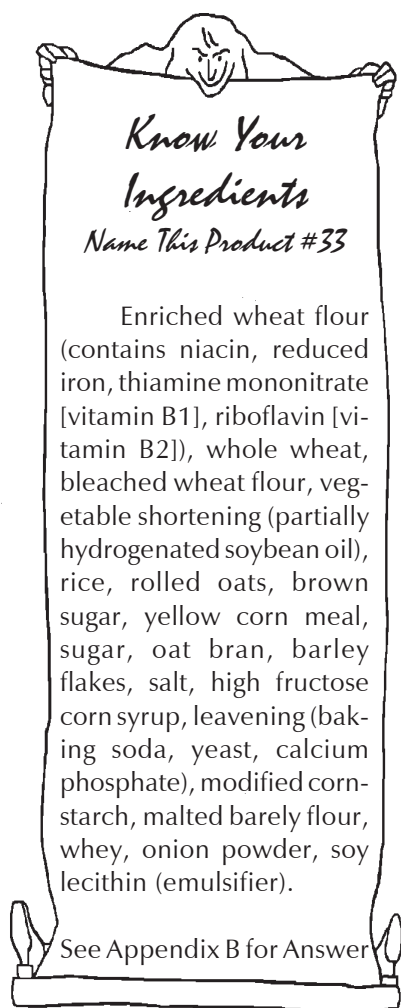 Know Your
Ingredients
Name This Product #33
Enriched wheat flour
(contains niacin, reduced
iron, thiamine mononitrate
[vitamin B1], riboflavin [vi-
tamin B2]), whole wheat,
bleached wheat flour, veg-
etable shortening (partially
hydrogenated soybean oil),
rice, rolled oats, brown
sugar, yellow corn meal,
sugar, oat bran, barley
flakes, salt, high fructose
corn syrup, leavening (bak-
ing soda, yeast, calcium
phosphate), modified corn-
starch, malted barely flour,
whey, onion powder, soy
lecithin (emulsifier).
See Appendix B for Answer